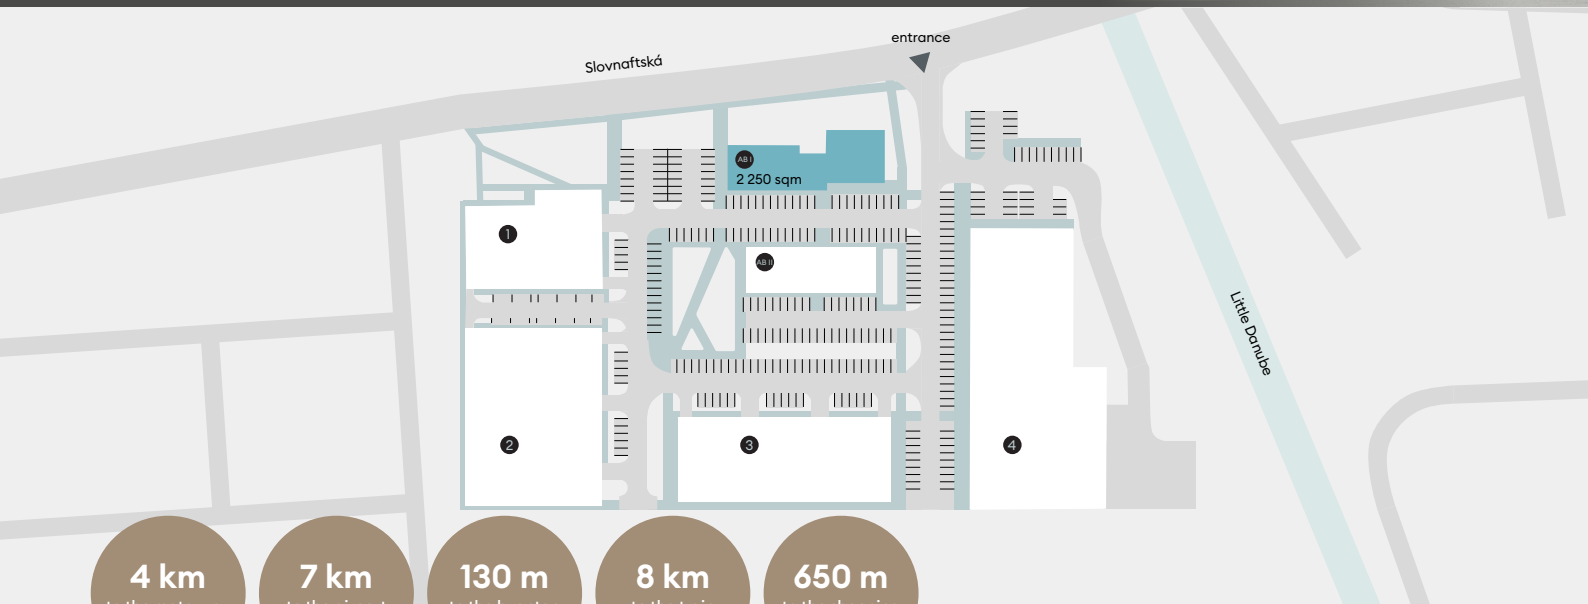 entrance
Slovnaftská
AB I
2 250 sqm
1
AB II
Little Danube
2
3
4
4 km
7 km
130 m
8 km
650 m